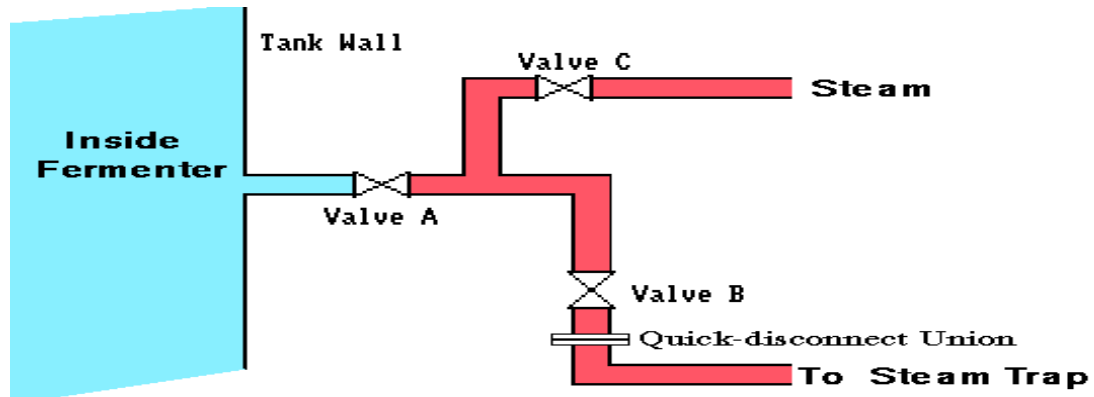 Tank Wall
Valve C
Steam
Inside
Fermenter
Valve A
Valve B
Quick-disconnect Union
To Steam Trap